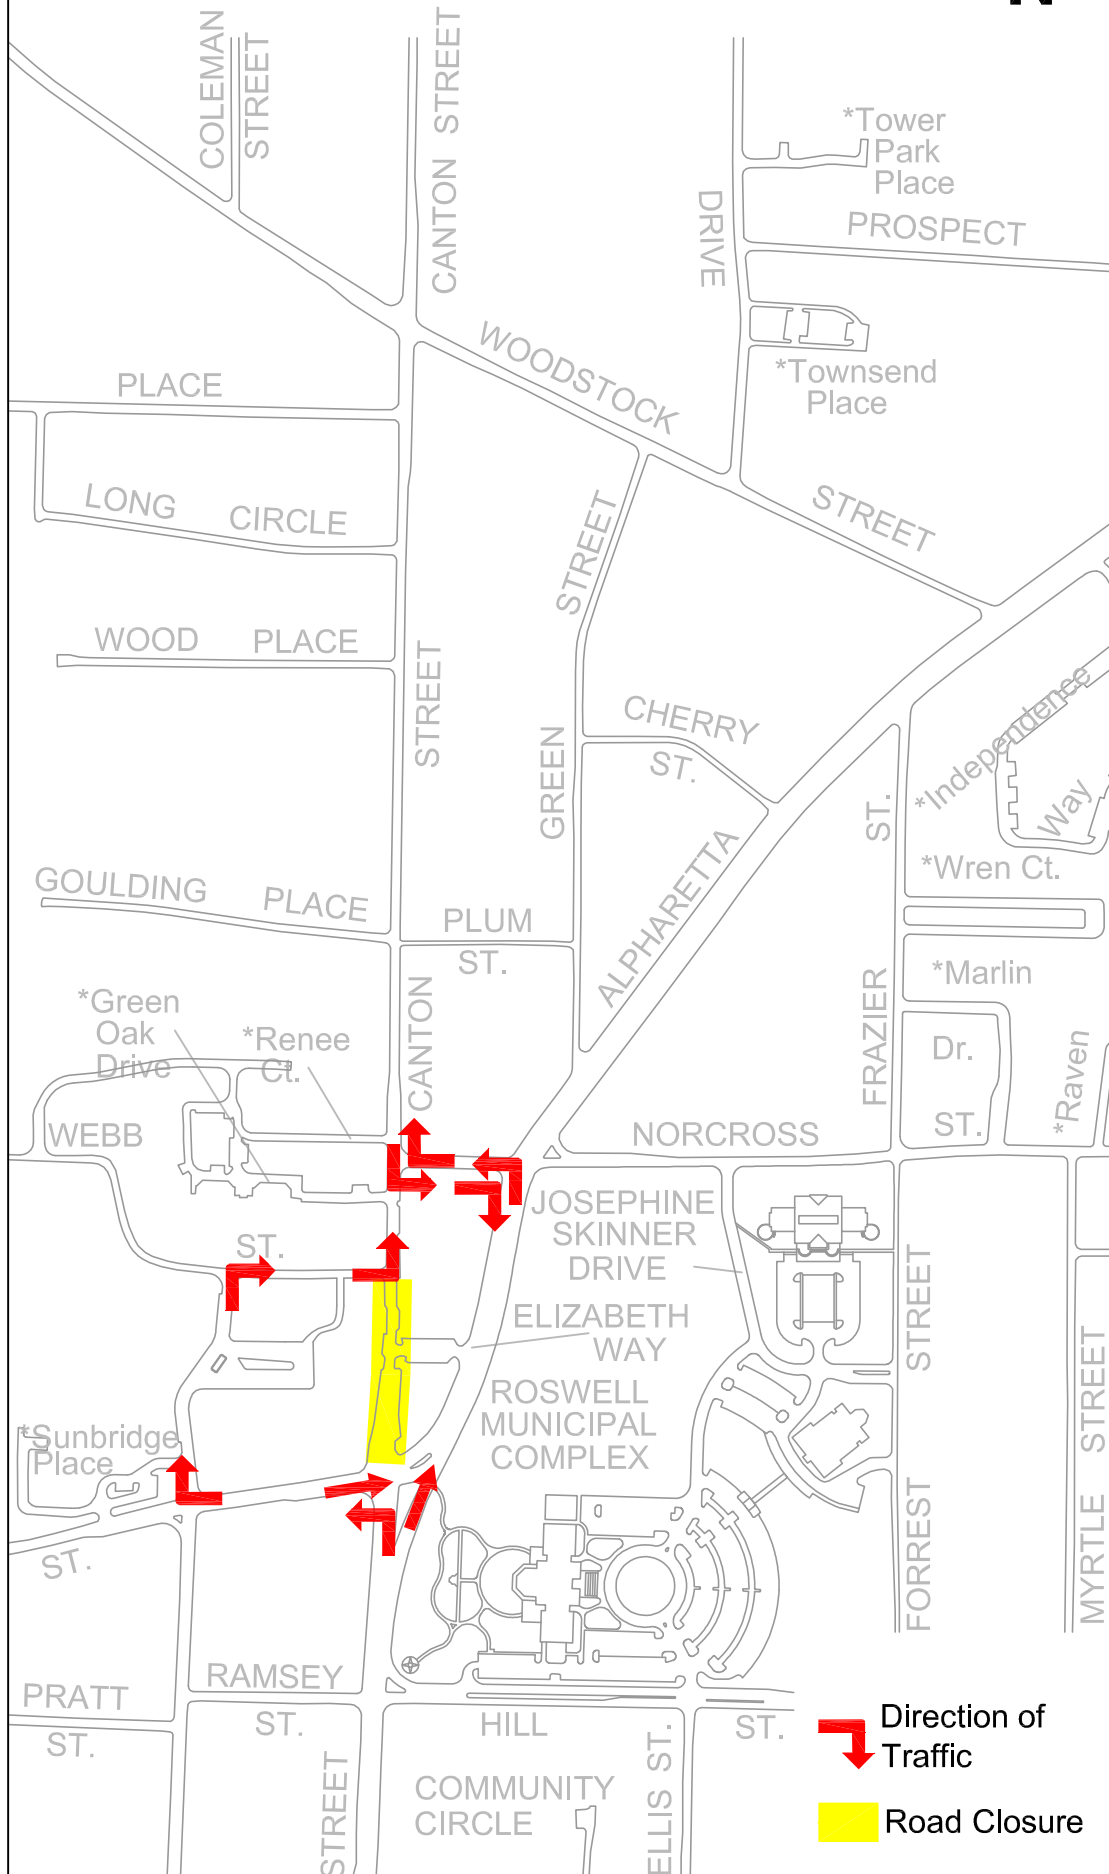 N
COLEMAN
STREET
CANTON STREET
*Tower
Park
Place
DRIVE
PROSPECT
WOODSTOCK
*Townsend
Place
PLACE
LONG CIRCLE
STREET
STREET
WOOD PLACE
STREET
CHERRY
ST.
*Independence
Way
GREEN
ST.
ALPHARETTA
*Wren Ct.
GOULDING PLACE
PLUM
ST.
*Marlin
Dr.
*Green
Oak
Drive
*Renee
Ct.
CANTON
FRAZIER
*Raven
ST.
WEBB
NORCROSS
JOSEPHINE
SKINNER
DRIVE
ST.
ELIZABETH
WAY
STREET
STREET
ROSWELL
MUNICIPAL
COMPLEX
*Sunbridge
Place
FORREST
MYRTLE
ST.
RAMSEY
ST.
PRATT
ST.
HILL
ST.
Direction of
Traffic
STREET
COMMUNITY
CIRCLE
ELLIS ST.
Road Closure